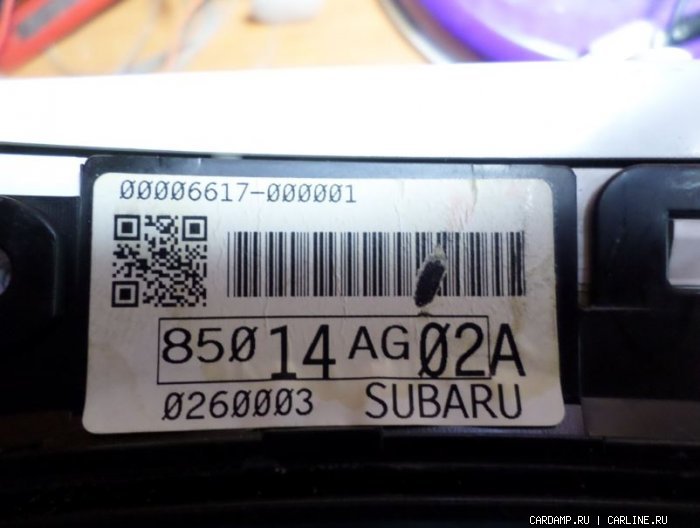 00006617-000001
85014AG02A
0260003 SUBARU
CARDAMP.RU | CARLINE.RU